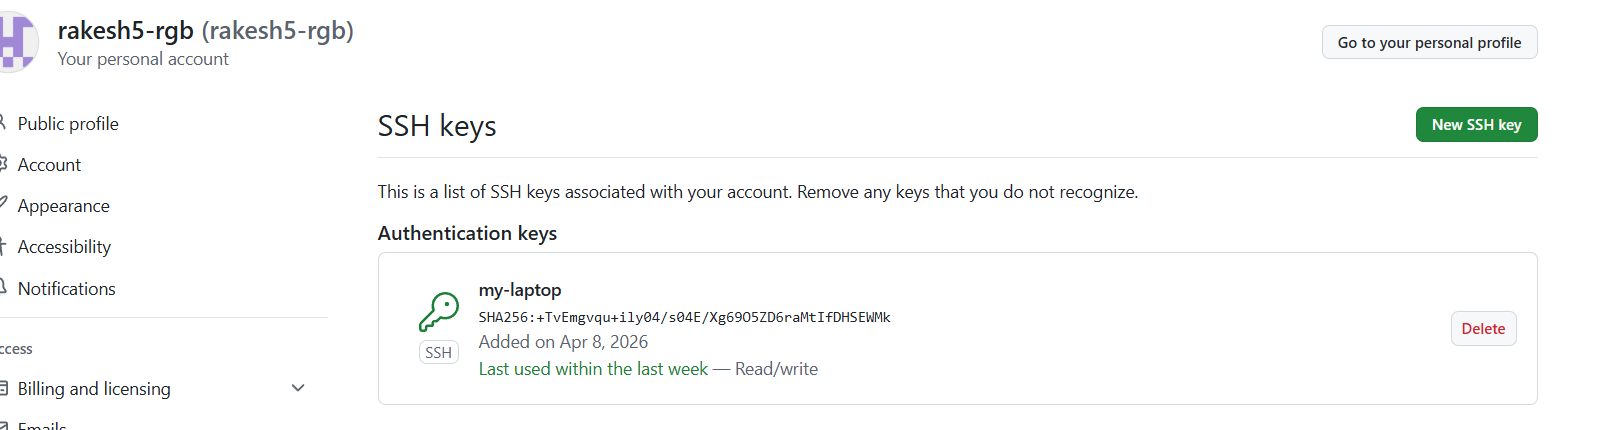 rakesh5-rgb (rakesh5-rgb)
Your personal account
Go to your personal profile
Public profile
Account
Appearance
Accessibility
Notifications
ccess
Billing and licensing
Emails
SSH keys
New SSH key
This is a list of SSH keys associated with your account. Remove any keys that you do not recognize.
Authentication keys
my-laptop
SHA256:+TvEmgvqu+ily04/s04E/Xg69O5ZD6raMtIfDHSEWMk
Added on Apr 8, 2026
Last used within the last week — Read/write
SSH
Delete